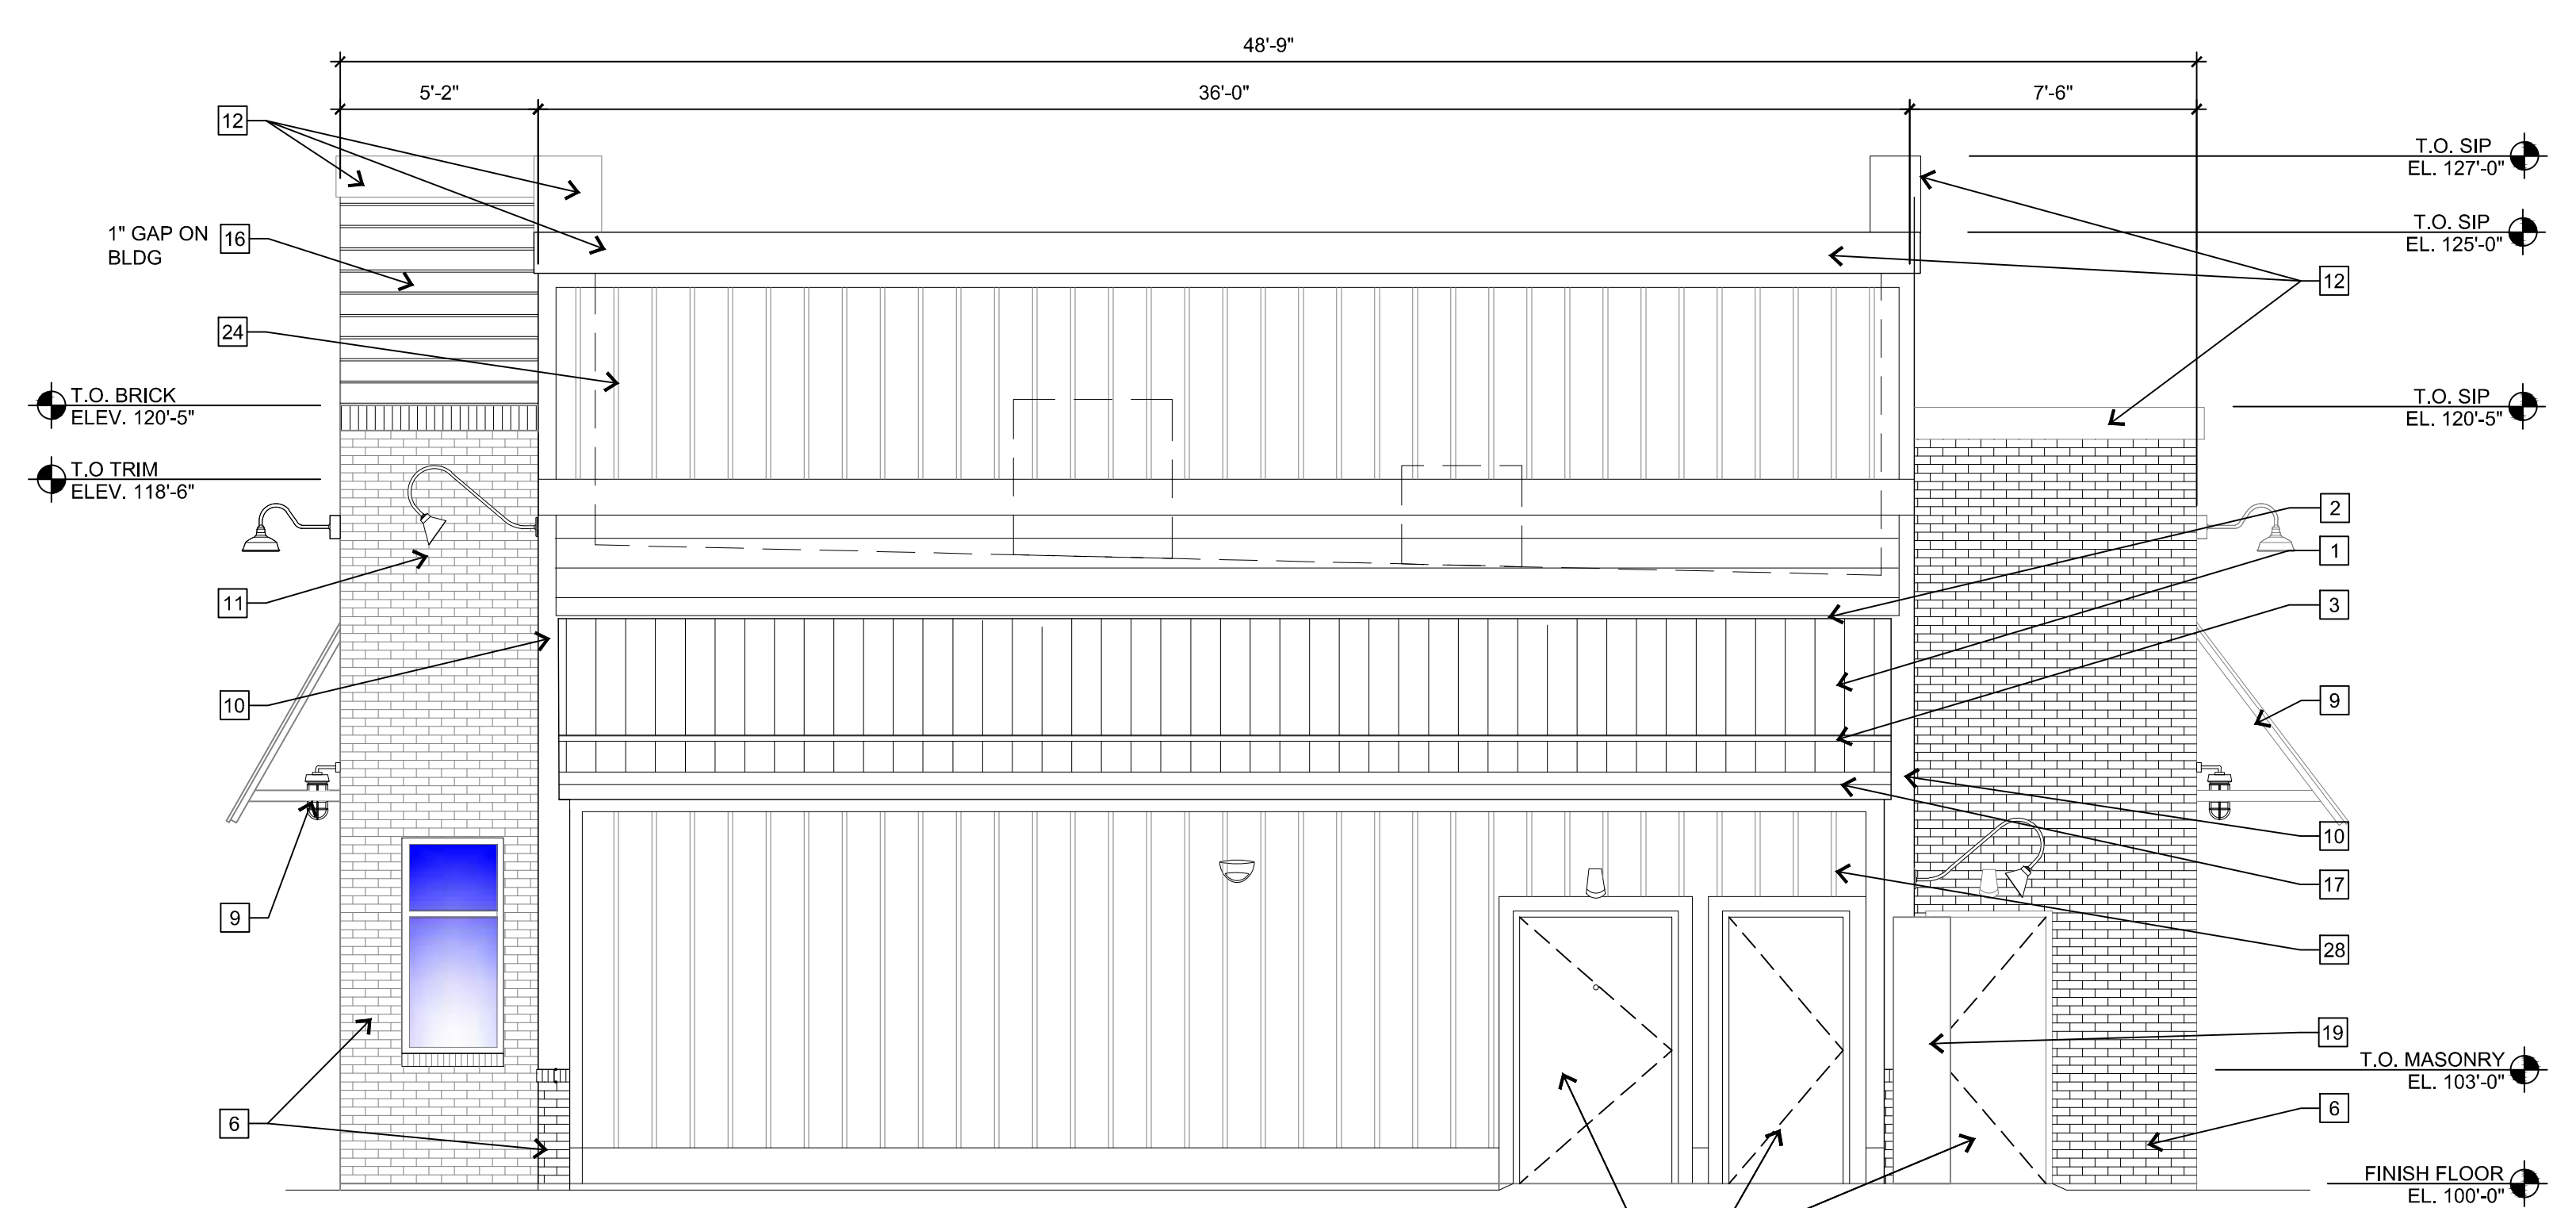 48'-9"
5'-2"
36'-0"
7'-6"
12
T.O. SIP
EL. 127'-0"
1" GAP ON
BLDG
16
T.O. SIP
EL. 125'-0"
12
24
T.O. BRICK
ELEV. 120'-5"
T.O. SIP
EL. 120'-5"
T.O TRIM
ELEV. 118'-6"
2
1
11
3
10
9
10
17
9
28
19
T.O. MASONRY
EL. 103'-0"
6
6
FINISH FLOOR
EL. 100'-0"